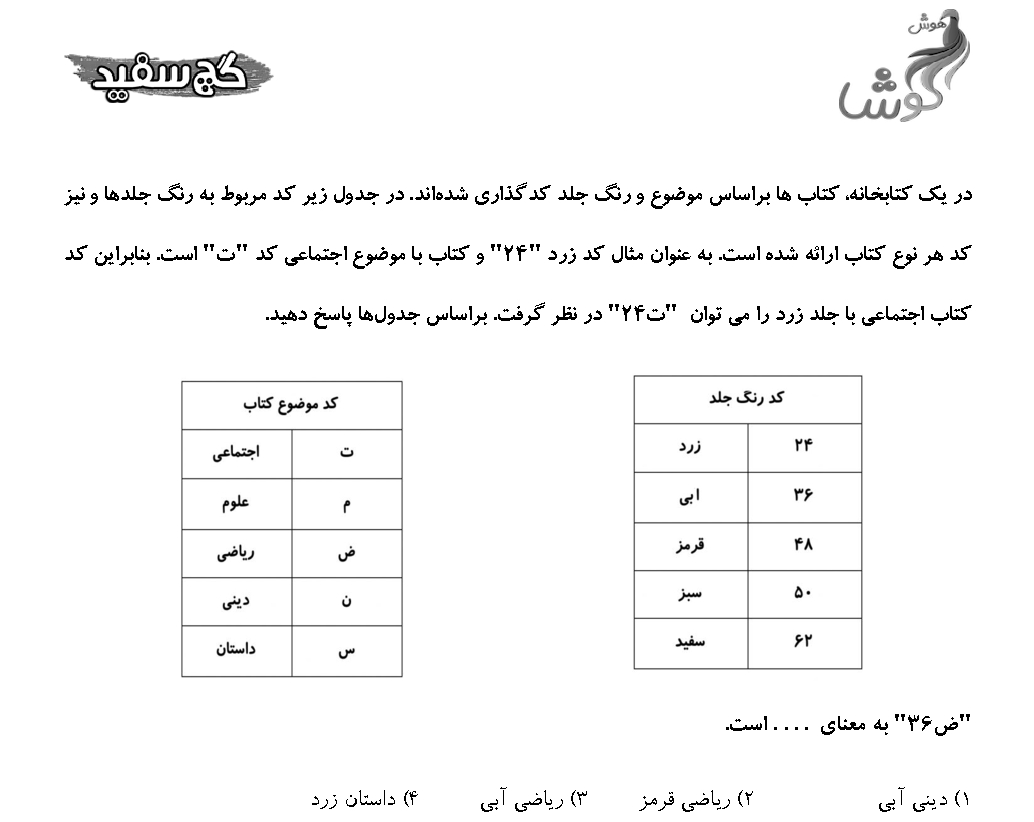 هوش
گوشا
گچ سفید
در یک کتابخانه، کتاب ها براساس موضوع و رنگ جلد کدگذاری شده‌اند. در جدول زیر کد مربوط به رنگ جلدها و نیز
کد هر نوع کتاب ارائه شده است. به عنوان مثال کد زرد "۲۴" و کتاب با موضوع اجتماعی کد "ت" است. بنابراین کد
کتاب اجتماعی با جلد زرد را می توان "ت۲۴" در نظر گرفت. براساس جدول‌ها پاسخ دهید.
کد رنگ جلد
۲۴ زرد
۳۶ ابی
۴۸ قرمز
۵۰ سبز
۶۲ سفید
کد موضوع کتاب
ت اجتماعی
م علوم
ض ریاضی
ن دینی
س داستان
"ض۳۶" به معنای .... است.
۱) دینی آبی ۲) ریاضی قرمز ۳) ریاضی آبی ۴) داستان زرد